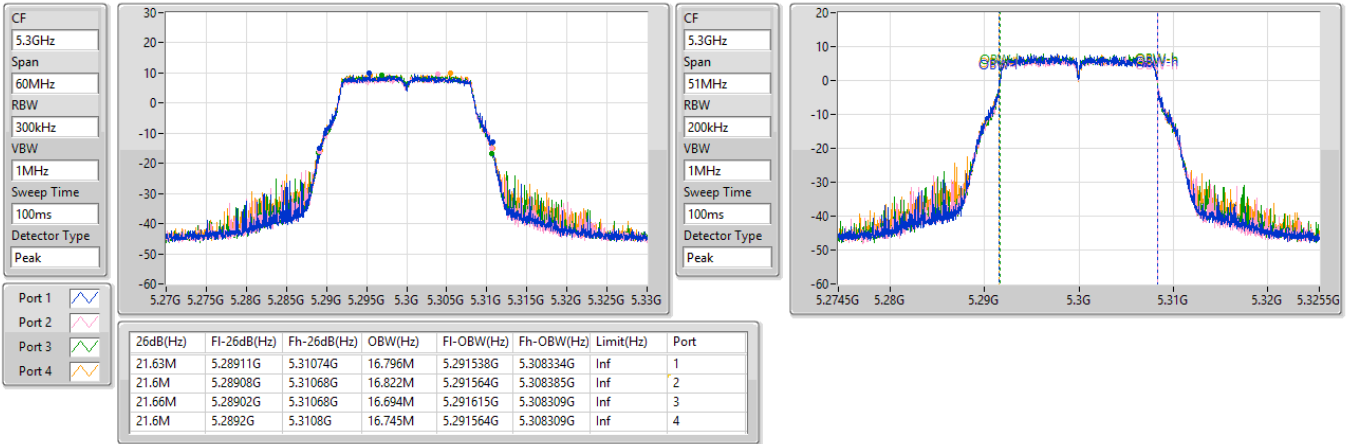 CF
5.3GHz
Span
60MHz
RBW
300kHz
VBW
1MHz
Sweep Time
100ms
Detector Type
Peak
30
20
10
0
-10
-20
-30
-40
-50
-60
5.27G 5.275G 5.28G 5.285G 5.29G 5.295G 5.3G 5.305G 5.31G 5.315G 5.32G 5.325G 5.33G
CF
5.3GHz
Span
51MHz
RBW
200kHz
VBW
1MHz
Sweep Time
100ms
Detector Type
Peak
20
10
0
-10
-20
-30
-40
-50
-60
OBW-h
5.2745G 5.28G 5.29G 5.3G 5.31G 5.32G 5.3255G
Port 1
Port 2
Port 3
Port 4
26dB(Hz) Fl-26dB(Hz) Fh-26dB(Hz) OBW(Hz) Fl-OBW(Hz) Fh-OBW(Hz) Limit(Hz) Port
21.63M 5.28911G 5.31074G 16.796M 5.291538G 5.308334G Inf 1
21.6M 5.28908G 5.31068G 16.822M 5.291564G 5.308385G Inf 2
21.66M 5.28902G 5.31068G 16.694M 5.291615G 5.308309G Inf 3
21.6M 5.2892G 5.3108G 16.745M 5.291564G 5.308309G Inf 4